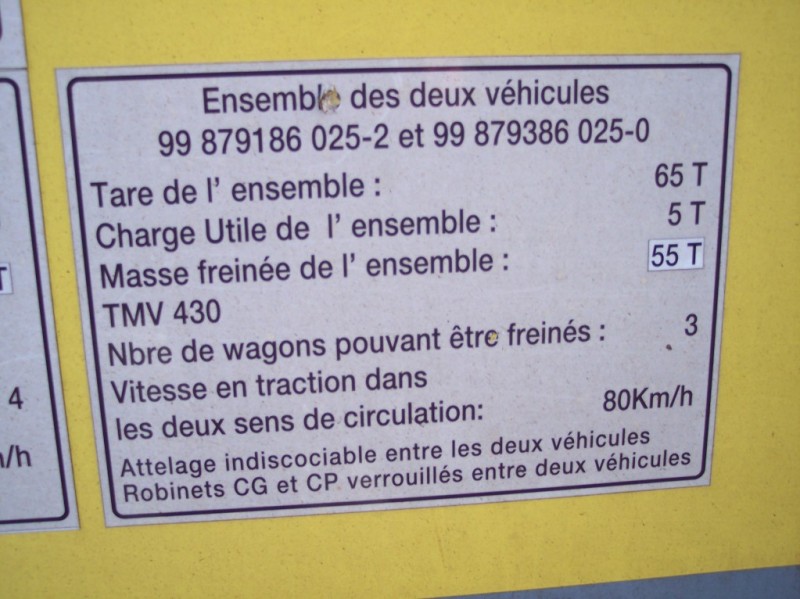 Ensemble des deux véhicules
99 879186 025-2 et 99 879386 025-0
Tare de l' ensemble : 65 T
Charge Utile de l' ensemble : 5 T
Masse freinée de l' ensemble : 55 T
TMV 430
Nbre de wagons pouvant être freinés : 3
Vitesse en traction dans
les deux sens de circulation: 80Km/h
Attelage indiscociable entre les deux véhicules
Robinets CG et CP verrouillés entre deux véhicules
T
4
/h